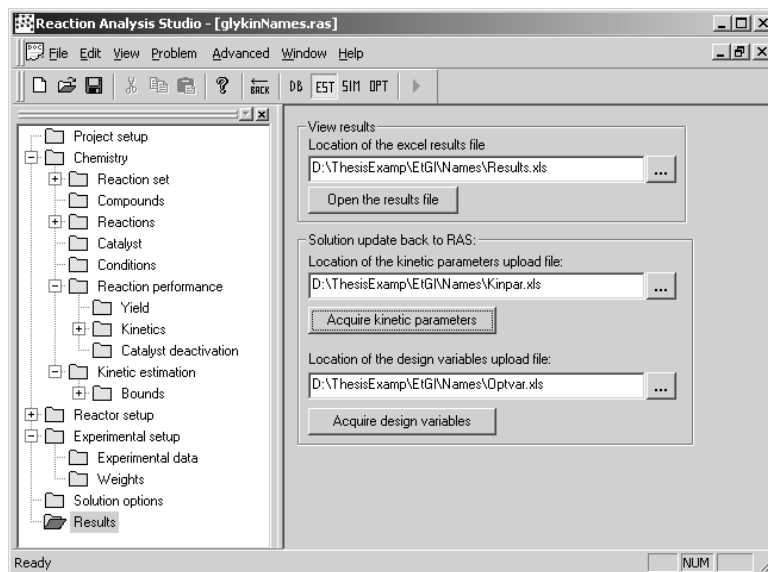 Reaction Analysis Studio - [glykinNames.ras]
File Edit View Problem Advanced Window Help
BACK DB EST SIM OPT
Project setup
Chemistry
Reaction set
Compounds
Reactions
Catalyst
Conditions
Reaction performance
Yield
Kinetics
Catalyst deactivation
Kinetic estimation
Bounds
Reactor setup
Experimental setup
Experimental data
Weights
Solution options
Results
View results
Location of the excel results file
D:\ThesisExamp\EtGl\Names\Results.xls ...
Open the results file
Solution update back to RAS:
Location of the kinetic parameters upload file:
D:\ThesisExamp\EtGl\Names\Kinpar.xls ...
Acquire kinetic parameters
Location of the design variables upload file:
D:\ThesisExamp\EtGl\Names\Optvar.xls ...
Acquire design variables
Ready NUM